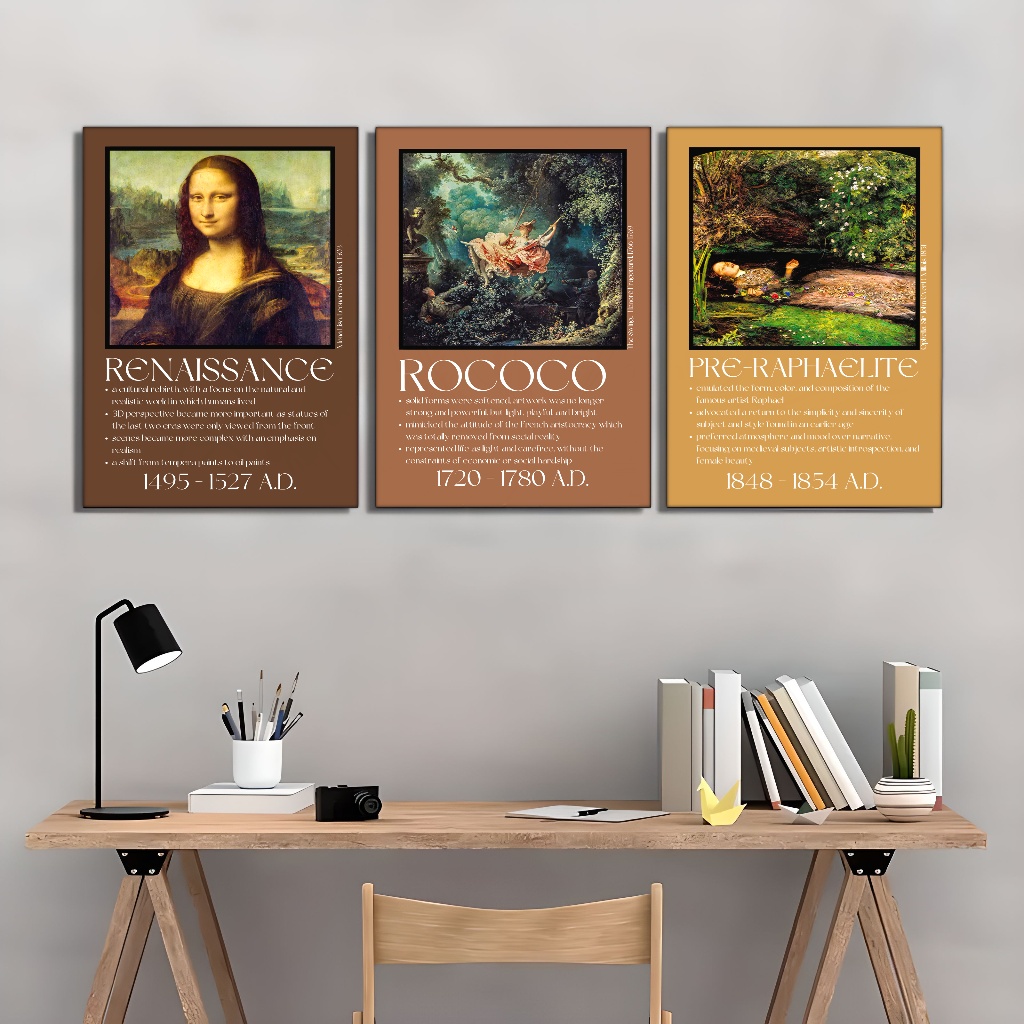 RENAISSANCE
• a cultural rebirth, with a focus on the natural and
realistic world in which humans lived
• 3D perspective became more important as statues of
the last two eras were only viewed from the front
• scenes became more complex with an emphasis on
realism
• a shift from tempera paints to oil paints
1495 - 1527 A.D.
ROCOCO
• solid forms were softened, artwork was no longer
strong and powerful, but light, playful and bright
• mimicked the attitude of the French aristocracy which
was totally removed from social reality
• represented life as light and carefree, without the
constraints of economic or social hardship
1720 - 1780 A.D.
PRE-RAPHAELITE
• emulated the form, color, and composition of the
famous artist Raphael
• advocated a return to the simplicity and sincerity of
subject and style found in an earlier age
• preferred atmosphere and mood over narrative,
focusing on medieval subjects, artistic introspection, and
female beauty
1848 - 1854 A.D.